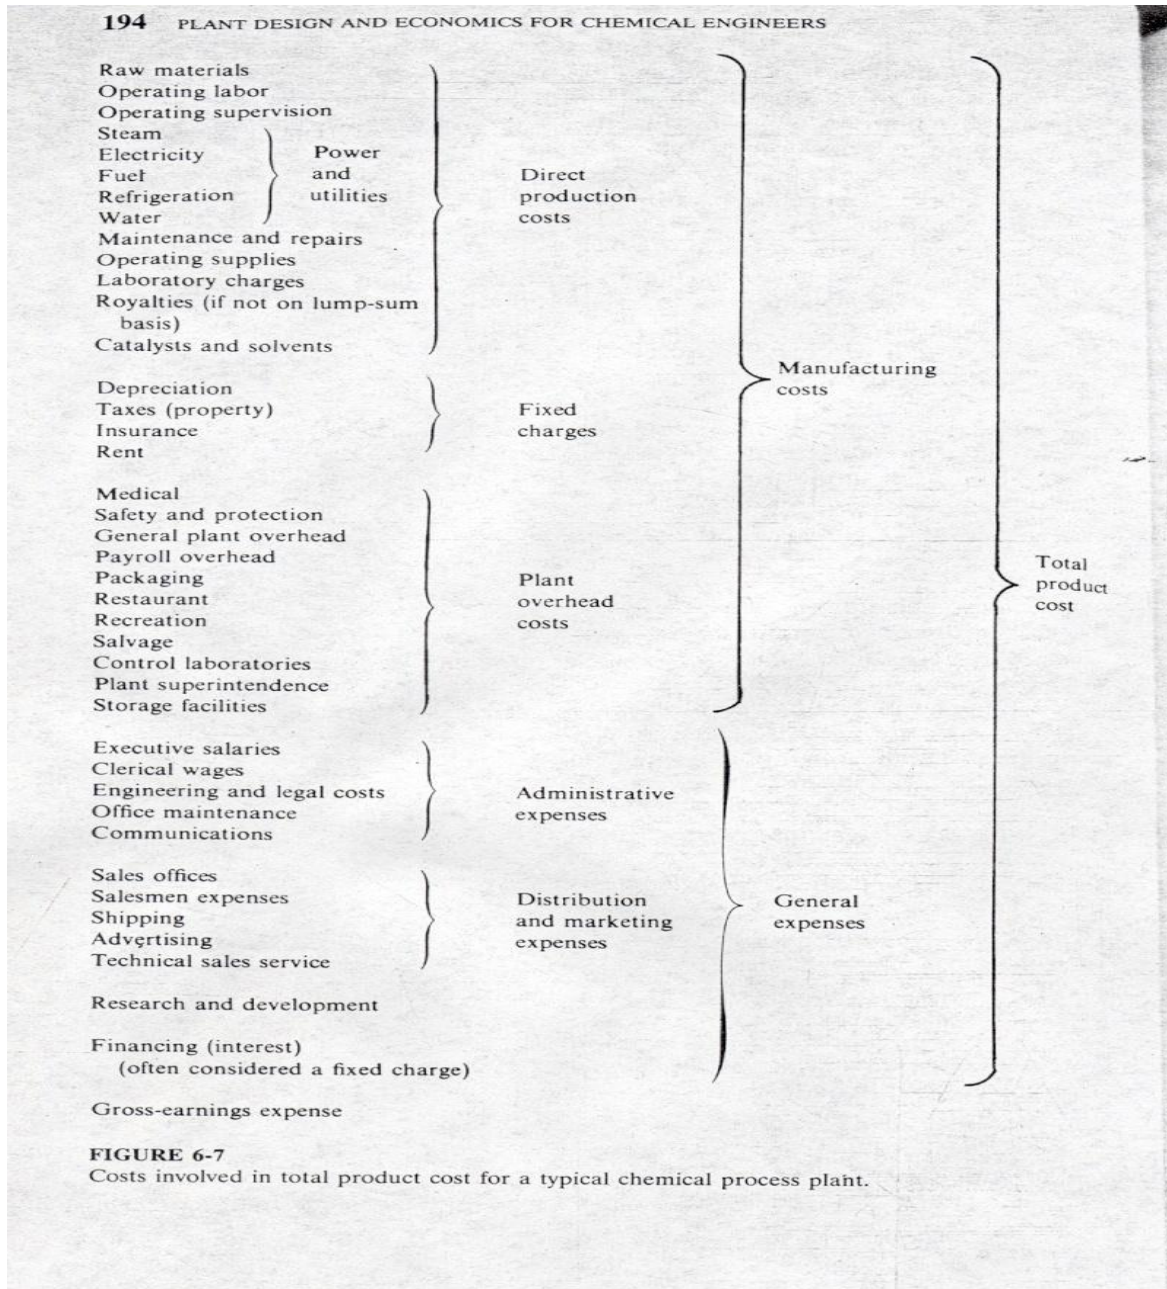 194 PLANT DESIGN AND ECONOMICS FOR CHEMICAL ENGINEERS
Raw materials
Operating labor
Operating supervision
Steam
Electricity
Fuel
Refrigeration
Water
Power
and
utilities
Maintenance and repairs
Operating supplies
Laboratory charges
Royalties (if not on lump-sum
basis)
Catalysts and solvents
Direct
production
costs
Depreciation
Taxes (property)
Insurance
Rent
Fixed
charges
Medical
Safety and protection
General plant overhead
Payroll overhead
Packaging
Restaurant
Recreation
Salvage
Control laboratories
Plant superintendence
Storage facilities
Plant
overhead
costs
Manufacturing
costs
Executive salaries
Clerical wages
Engineering and legal costs
Office maintenance
Communications
Administrative
expenses
Sales offices
Salesmen expenses
Shipping
Advertising
Technical sales service
Distribution
and marketing
expenses
Research and development
Financing (interest)
(often considered a fixed charge)
General
expenses
Total
product
cost
Gross-earnings expense
FIGURE 6-7
Costs involved in total product cost for a typical chemical process plant.